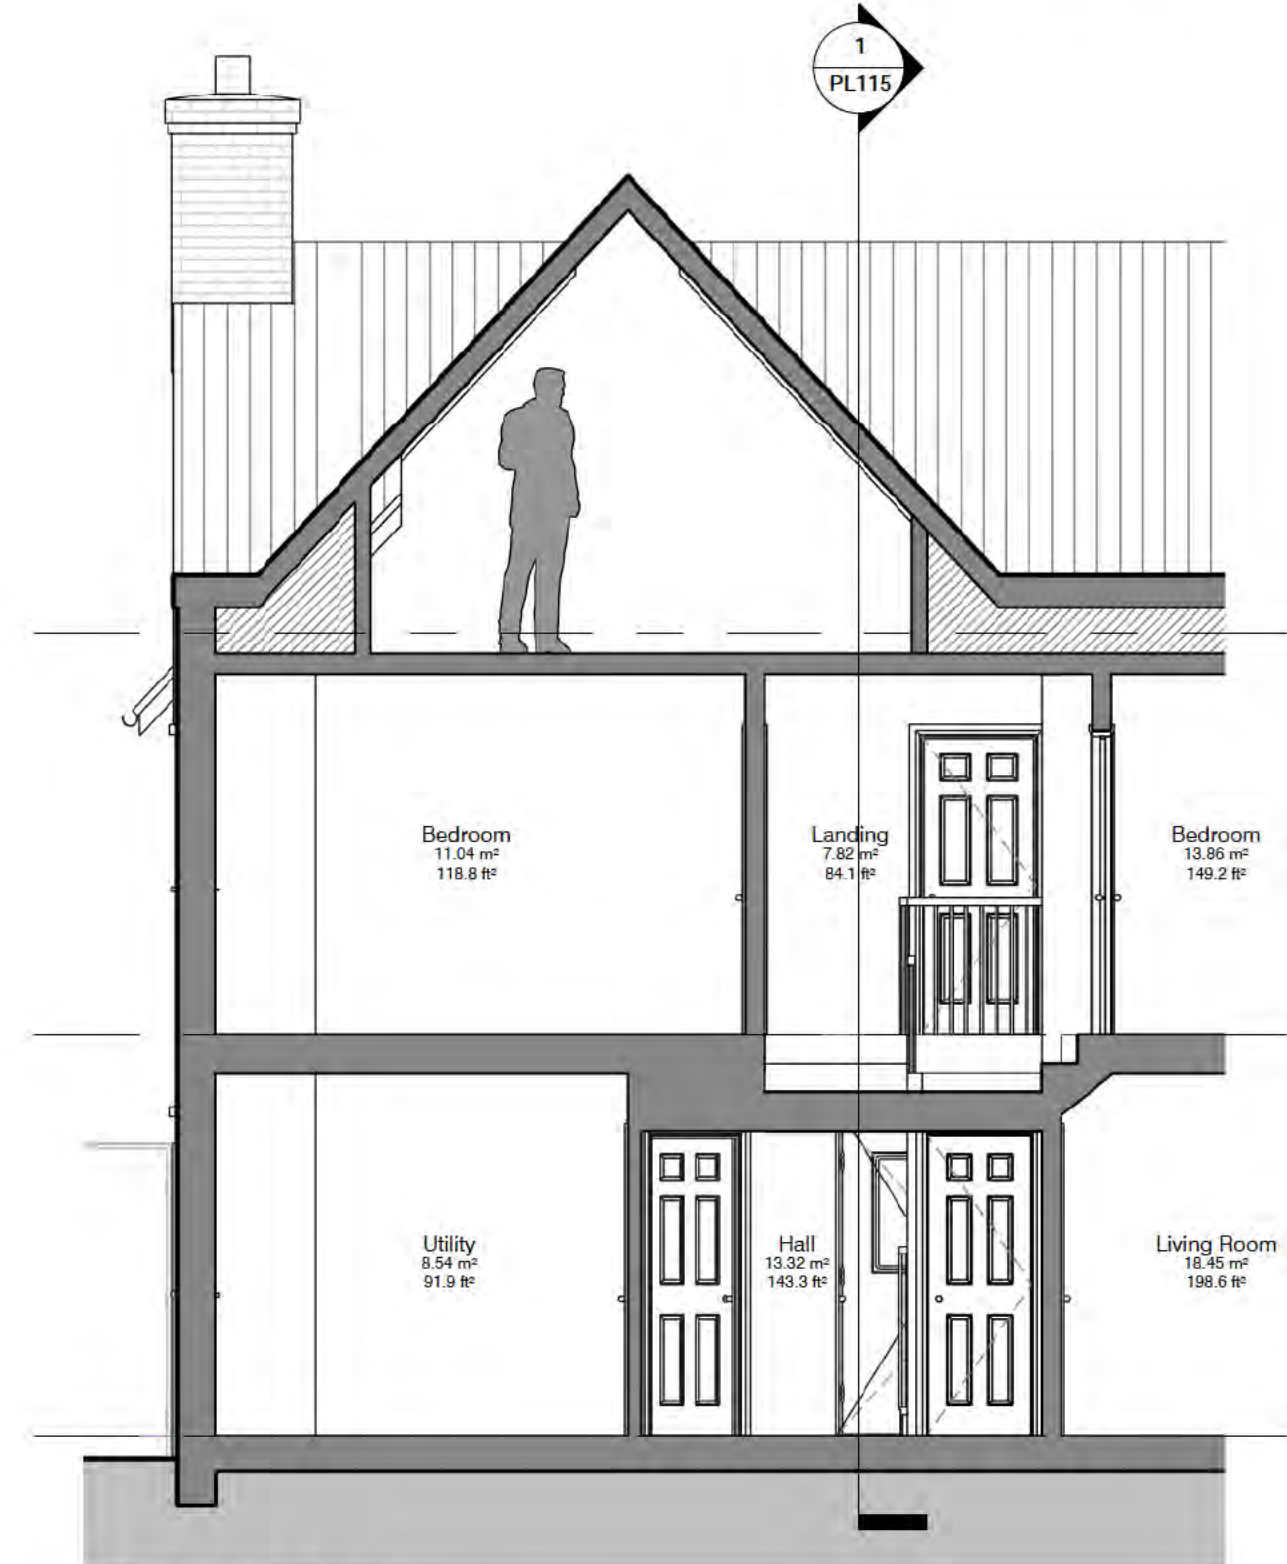 1
PL115
Bedroom
11.04 m²
118.8 ft²
Landing
7.82 m²
84.1 ft²
Bedroom
13.86 m²
149.2 ft²
Utility
8.54 m²
91.9 ft²
Hall
13.32 m²
143.3 ft²
Living Room
18.45 m²
198.6 ft²